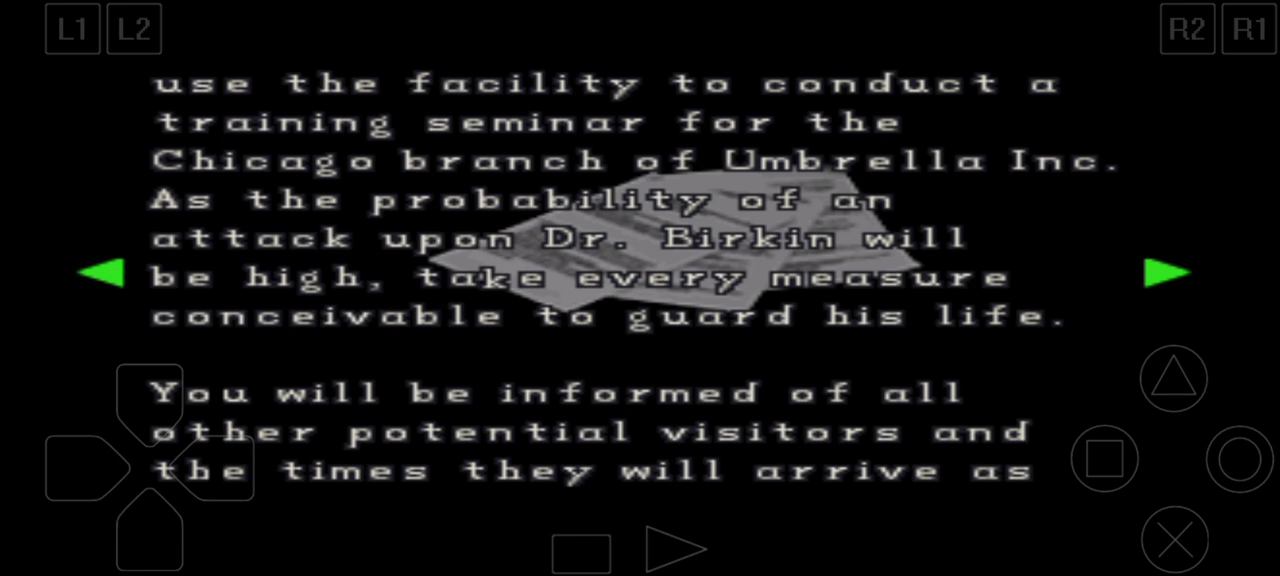 L1 L2 R2 R1
use the facility to conduct a
training seminar for the
Chicago branch of Umbrella Inc.
As the probability of an
attack upon Dr. Birkin will
be high, take every measure
conceivable to guard his life.
You will be informed of all
other potential visitors and
the times they will arrive as